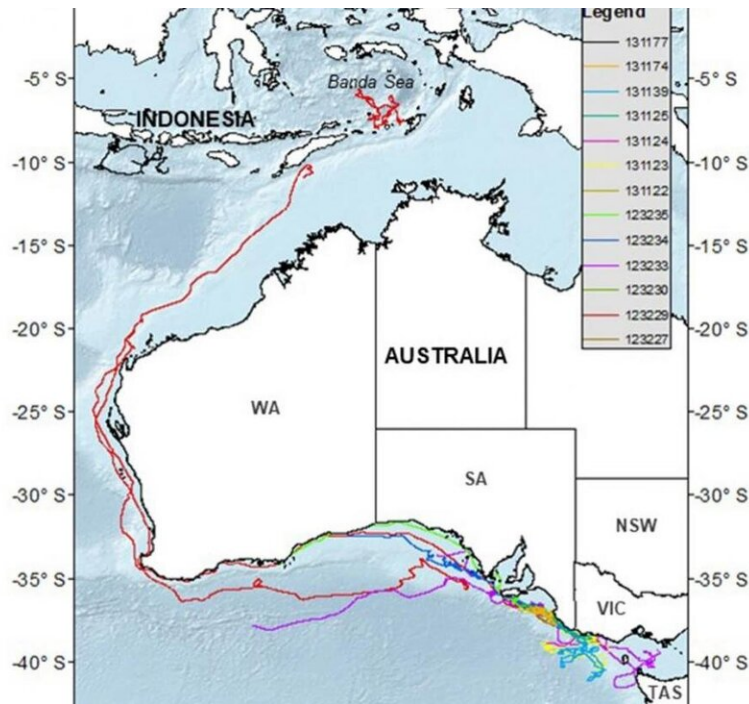 Legend
131177
131174
131139
131125
131124
131123
131122
123235
123234
123233
123230
123229
123227
Banda Sea
INDONESIA
AUSTRALIA
WA
SA
NSW
VIC
TAS
-5° S
-10° S
-15° S
-20° S
-25° S
-30° S
-35° S
-40° S
-5° S
-10° S
-15° S
-20° S
-25° S
-30° S
-35° S
-40° S